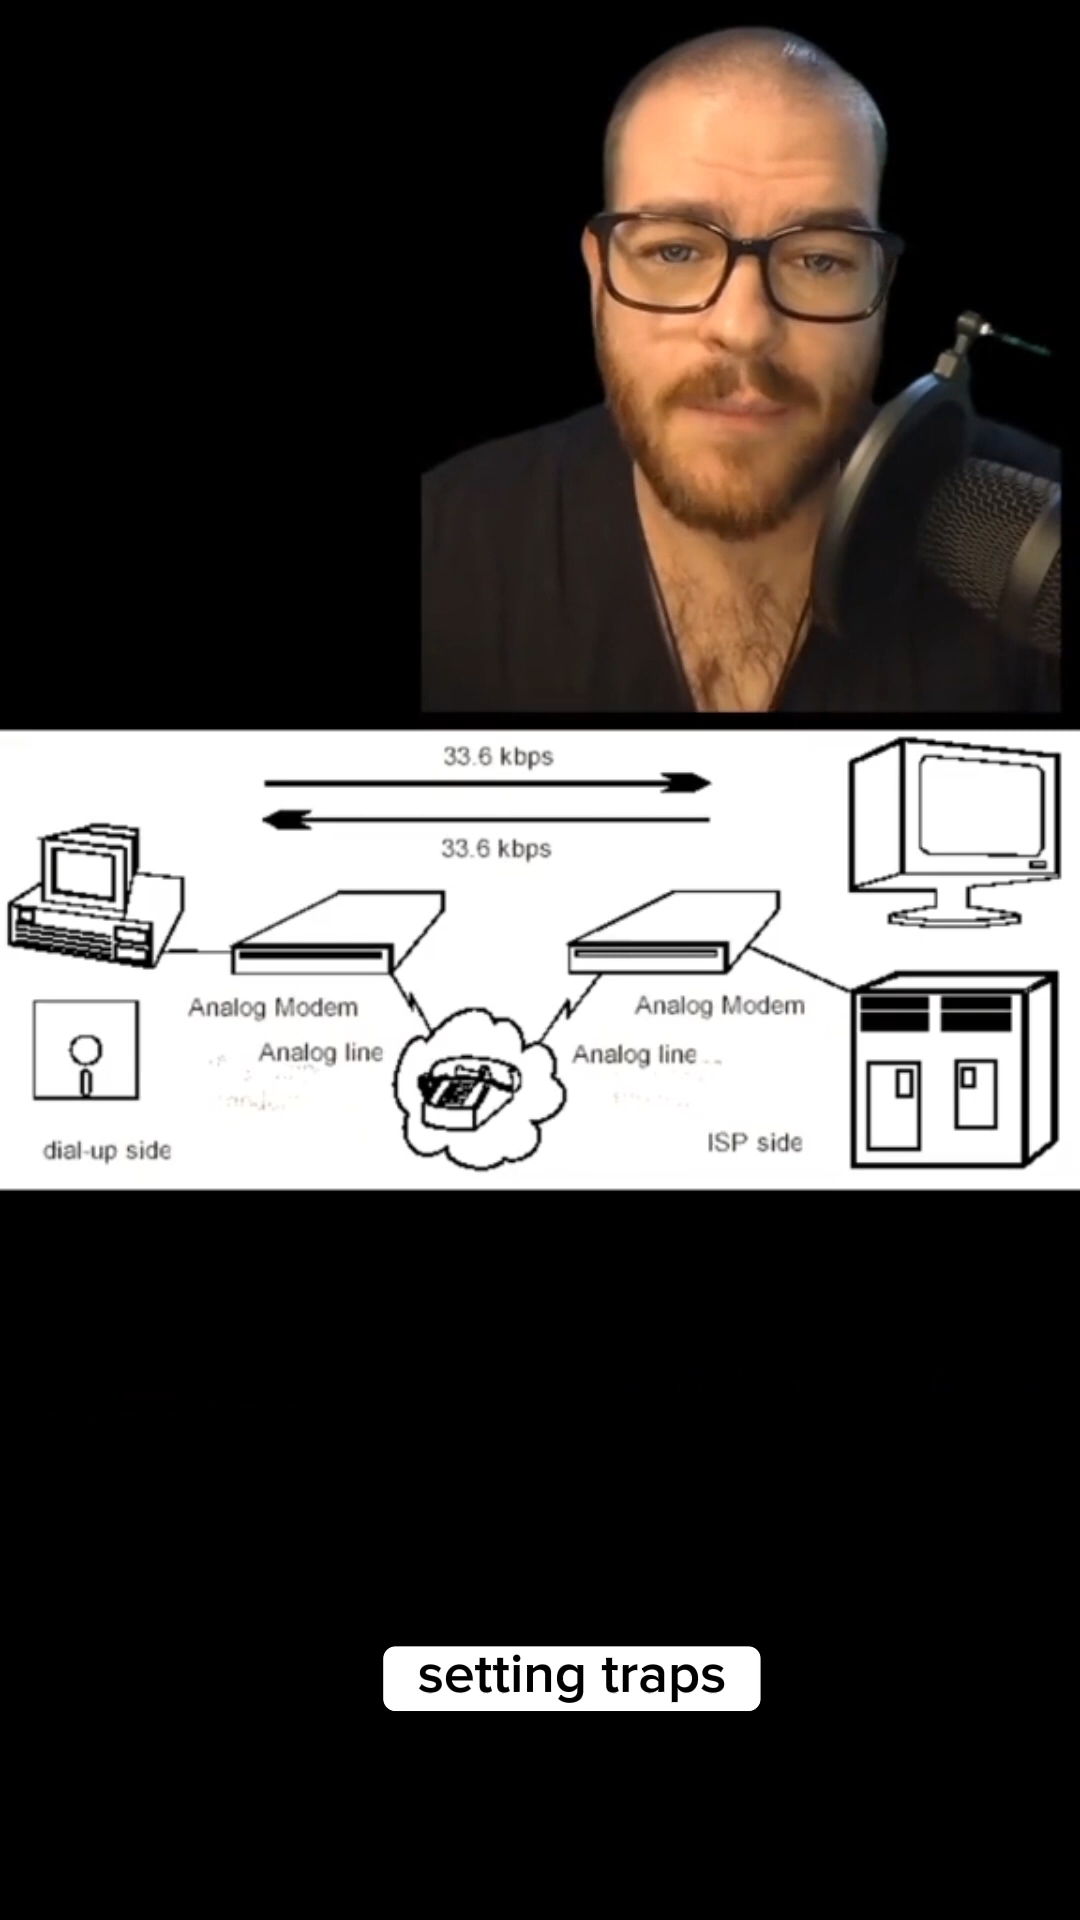 33.6 kbps
33.6 kbps
Analog Modem
Analog Modem
Analog line
Analog line
dial-up side
ISP side
setting traps